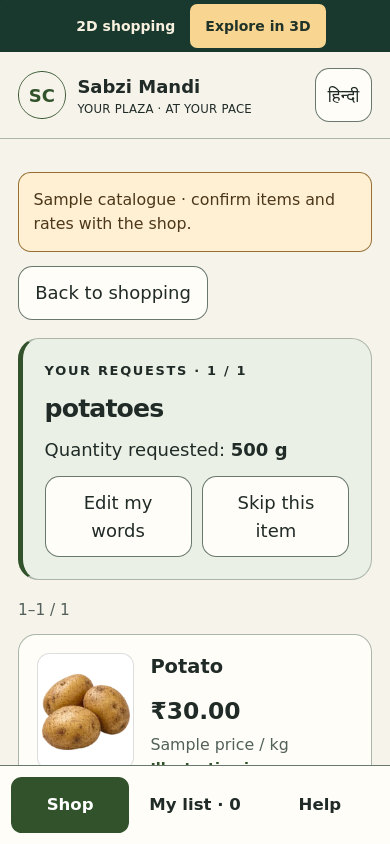 2D shopping
Explore in 3D
SC
Sabzi Mandi
YOUR PLAZA · AT YOUR PACE
हिन्दी
Sample catalogue · confirm items and
rates with the shop.
Back to shopping
YOUR REQUESTS · 1 / 1
potatoes
Quantity requested: 500 g
Edit my
words
Skip this
item
1–1 / 1
Potato
₹30.00
Sample price / kg
Shop
My list · 0
Help